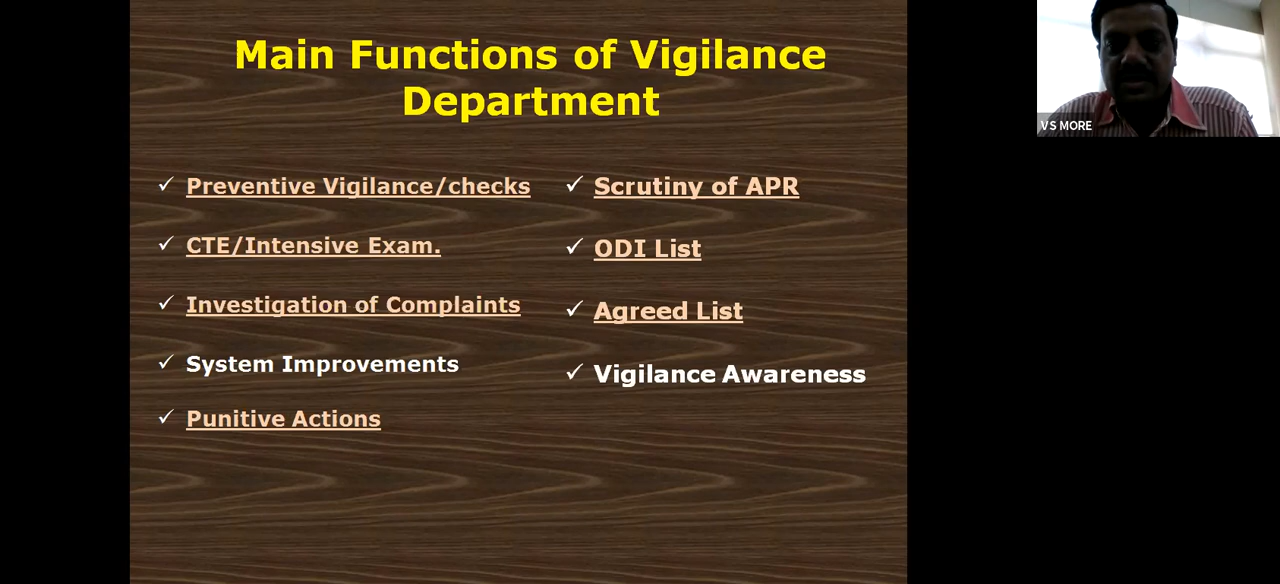 Main Functions of Vigilance
Department
Preventive Vigilance/checks
CTE/Intensive Exam.
Investigation of Complaints
System Improvements
Punitive Actions
Scrutiny of APR
ODI List
Agreed List
Vigilance Awareness
V S MORE